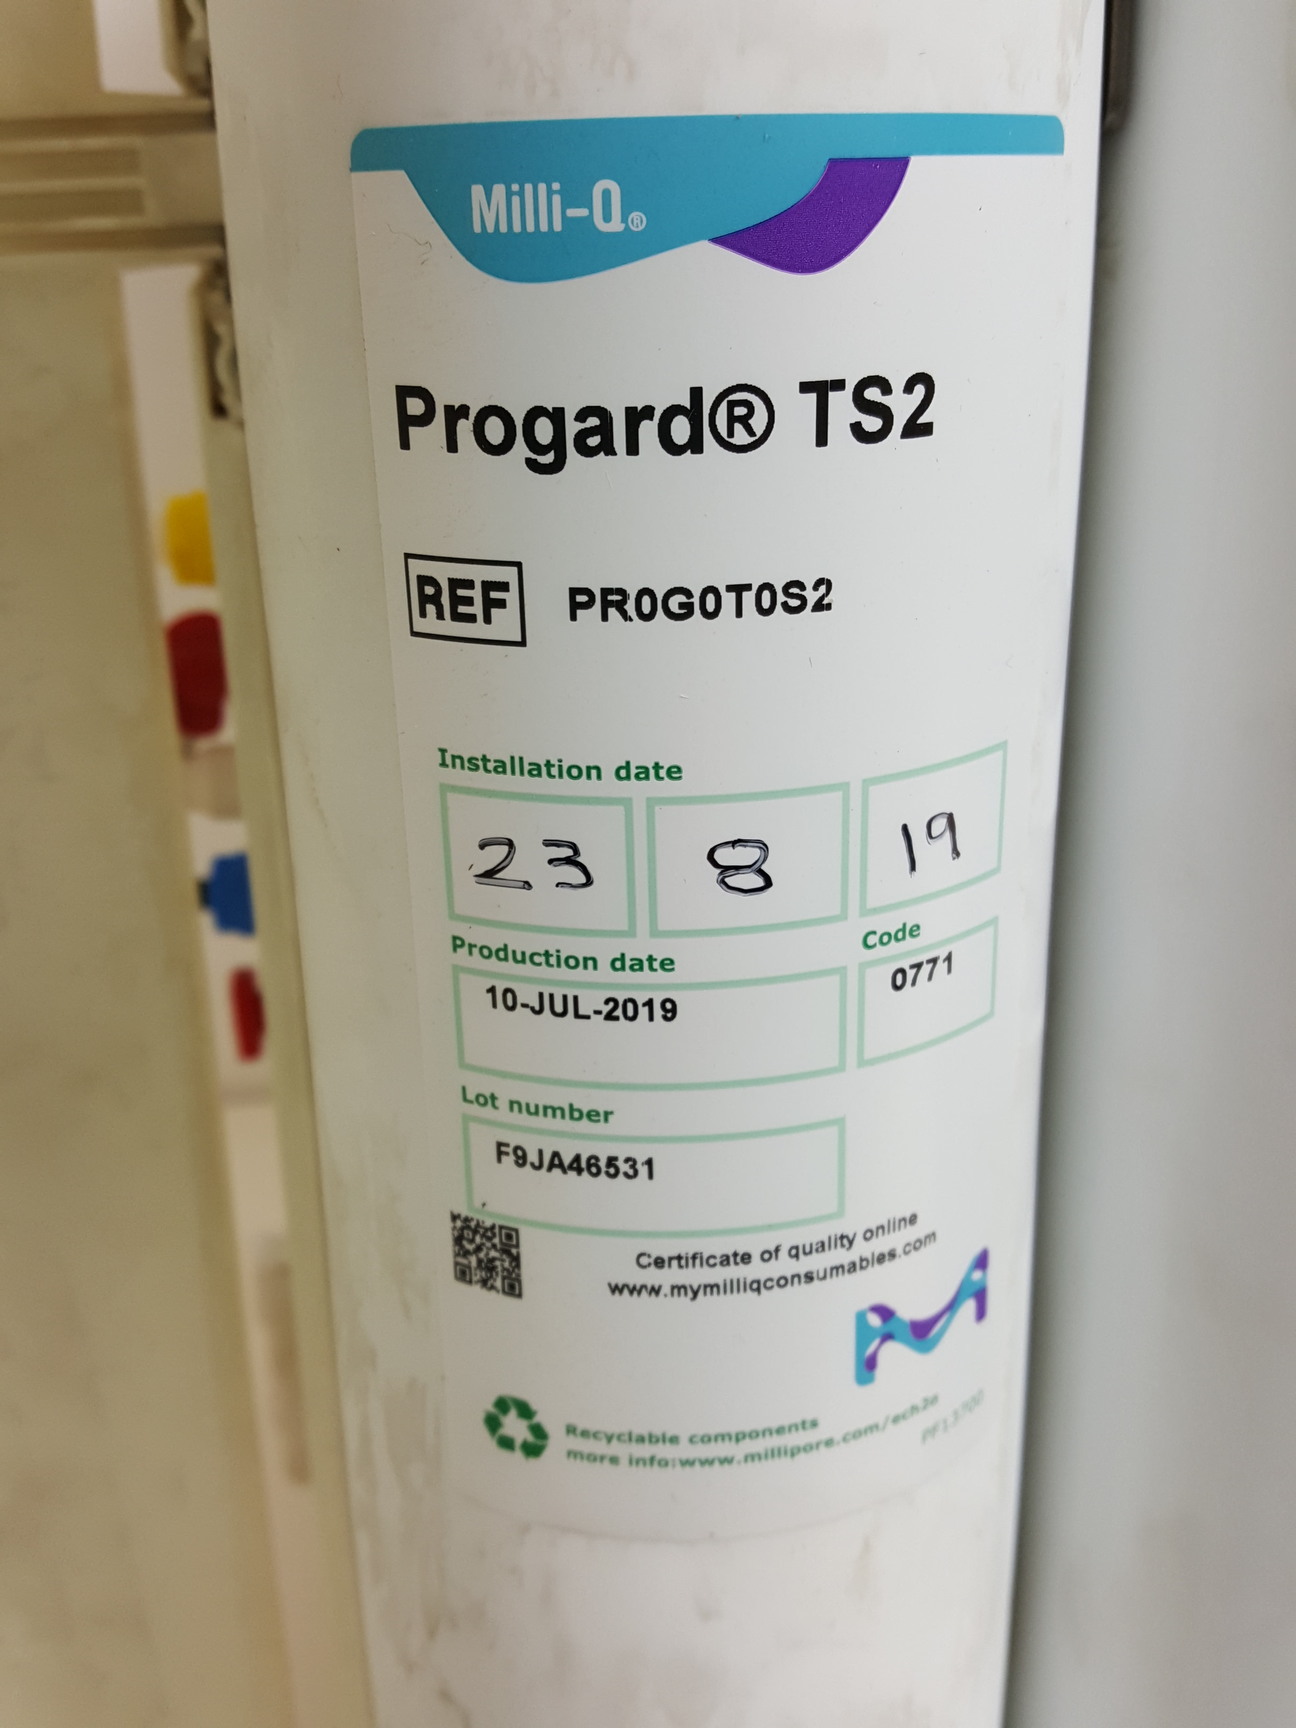 Milli-Q®
Progard® TS2
REF PR0G0T0S2
Installation date
23 8 19
Production date Code
10-JUL-2019 0771
Lot number
F9JA46531
Certificate of quality online
www.mymilliqconsumables.com
Recyclable components
more info:www.millipore.com/ech2o
PF13700